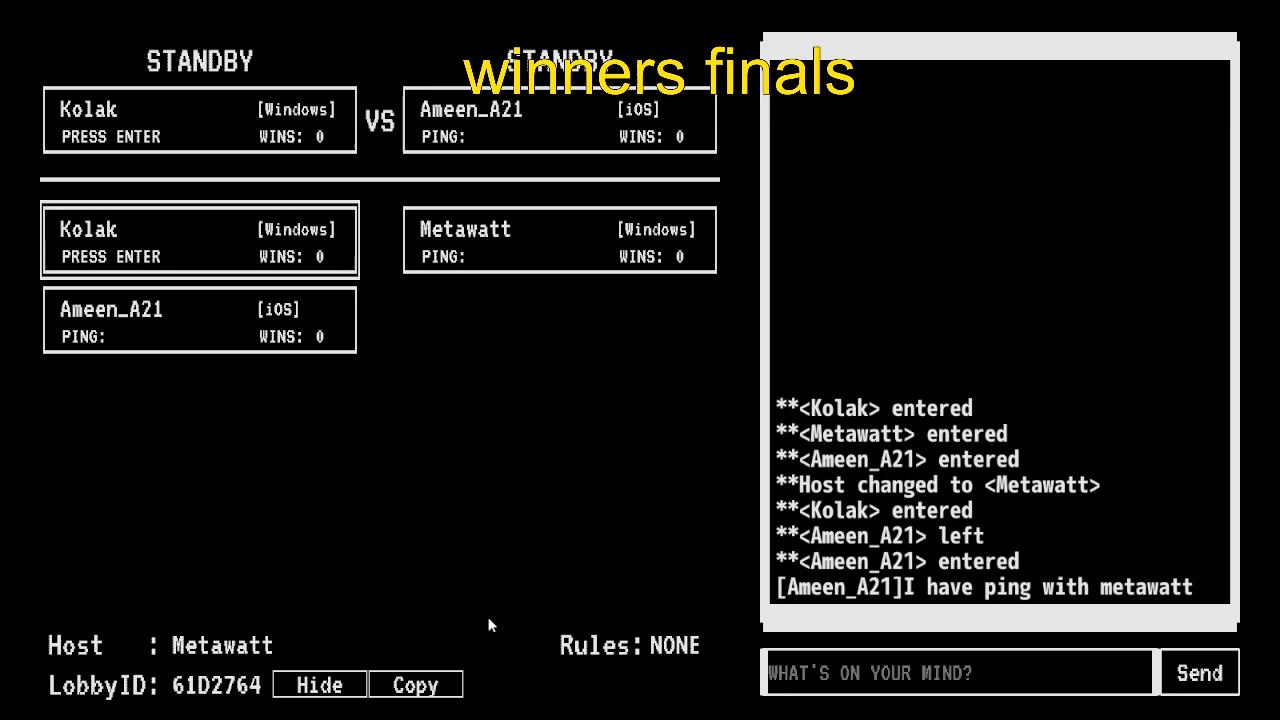 winners finals
STANDBY STANDBY
Kolak [Windows] VS Ameen_A21 [iOS]
PRESS ENTER WINS: 0 PING: WINS: 0
Kolak [Windows] Metawatt [Windows]
PRESS ENTER WINS: 0 PING: WINS: 0
Ameen_A21 [iOS]
PING: WINS: 0
Host : Metawatt Rules: NONE
LobbyID: 61D2764 Hide Copy
**<Kolak> entered
**<Metawatt> entered
**<Ameen_A21> entered
**Host changed to <Metawatt>
**<Kolak> entered
**<Ameen_A21> left
**<Ameen_A21> entered
[Ameen_A21]I have ping with metawatt
WHAT'S ON YOUR MIND? Send